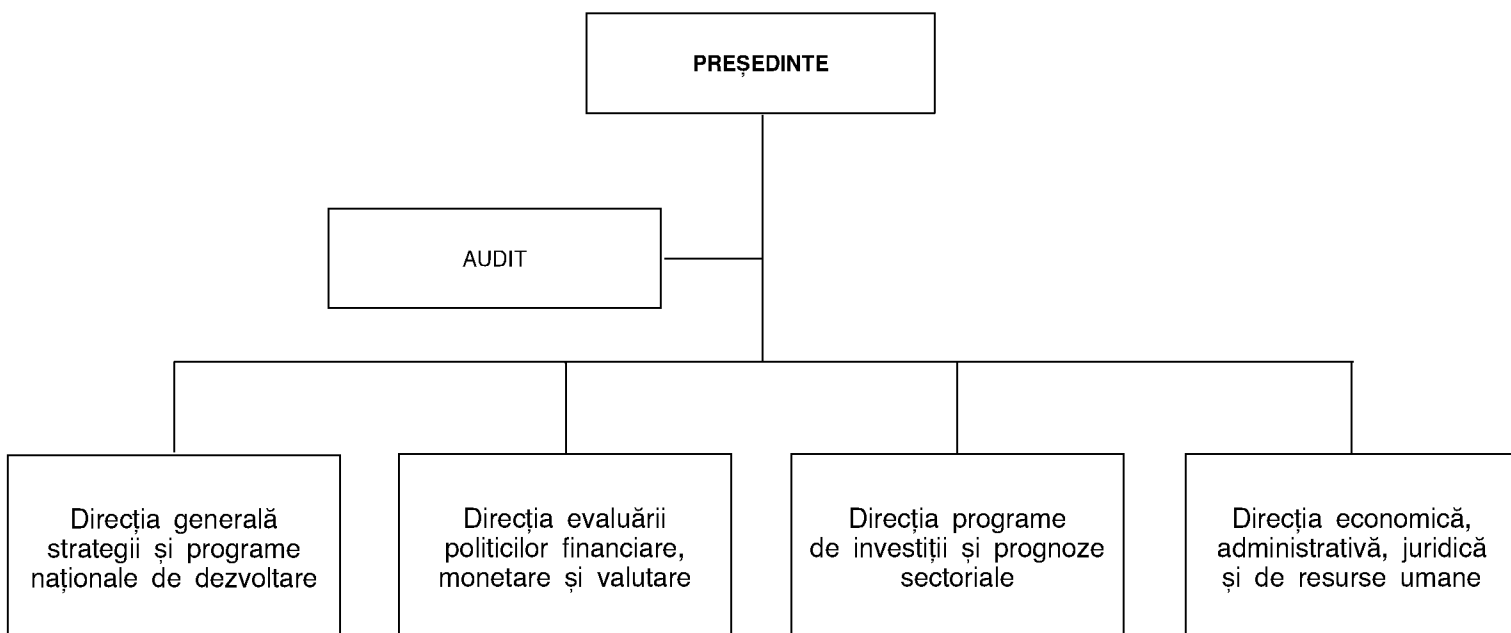 PREȘEDINTE
AUDIT
Direcția generală
strategii și programe
naționale de dezvoltare
Direcția evaluării
politicilor financiare,
monetare și valutare
Direcția programe
de investiții și prognoze
sectoriale
Direcția economică,
administrativă, juridică
și de resurse umane